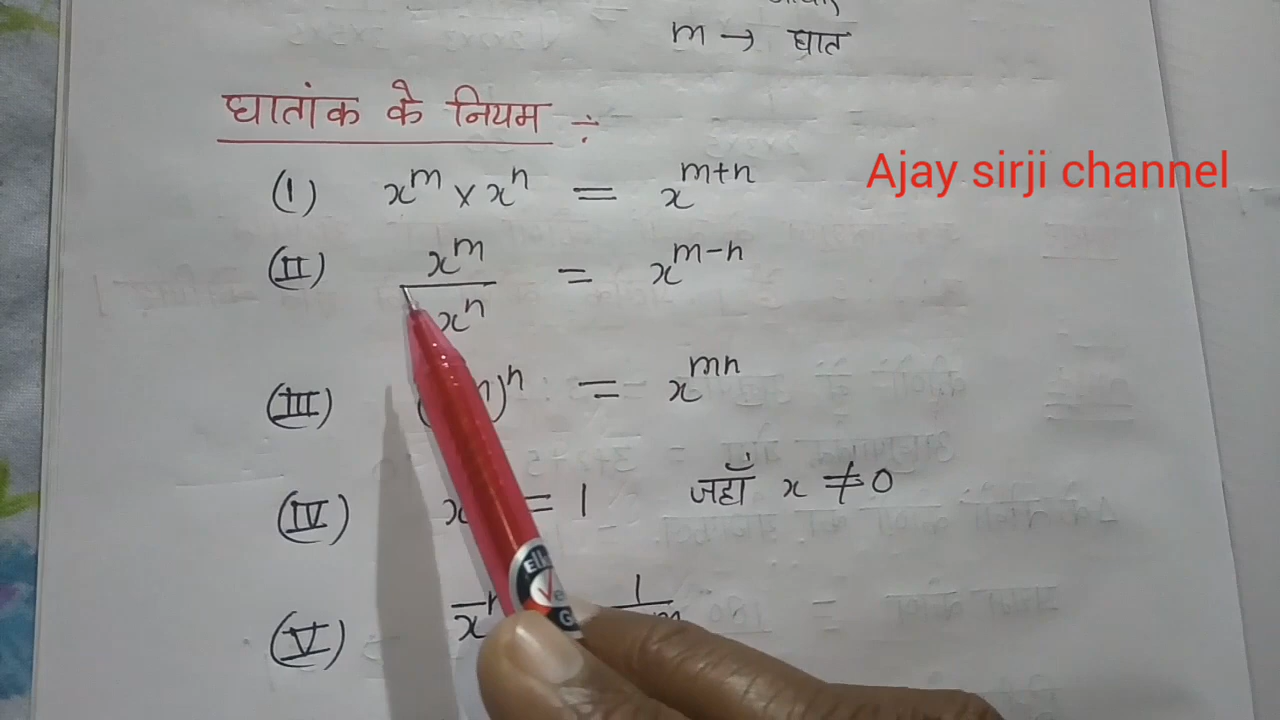 m → घात
घातांक के नियम ÷
Ajay sirji channel
(I) x^m × x^n = x^{m+n}
(II) x^m / x^n = x^{m-n}
(III) )^n = x^{mn}
(IV) x = 1 जहाँ x ≠ 0
(V)